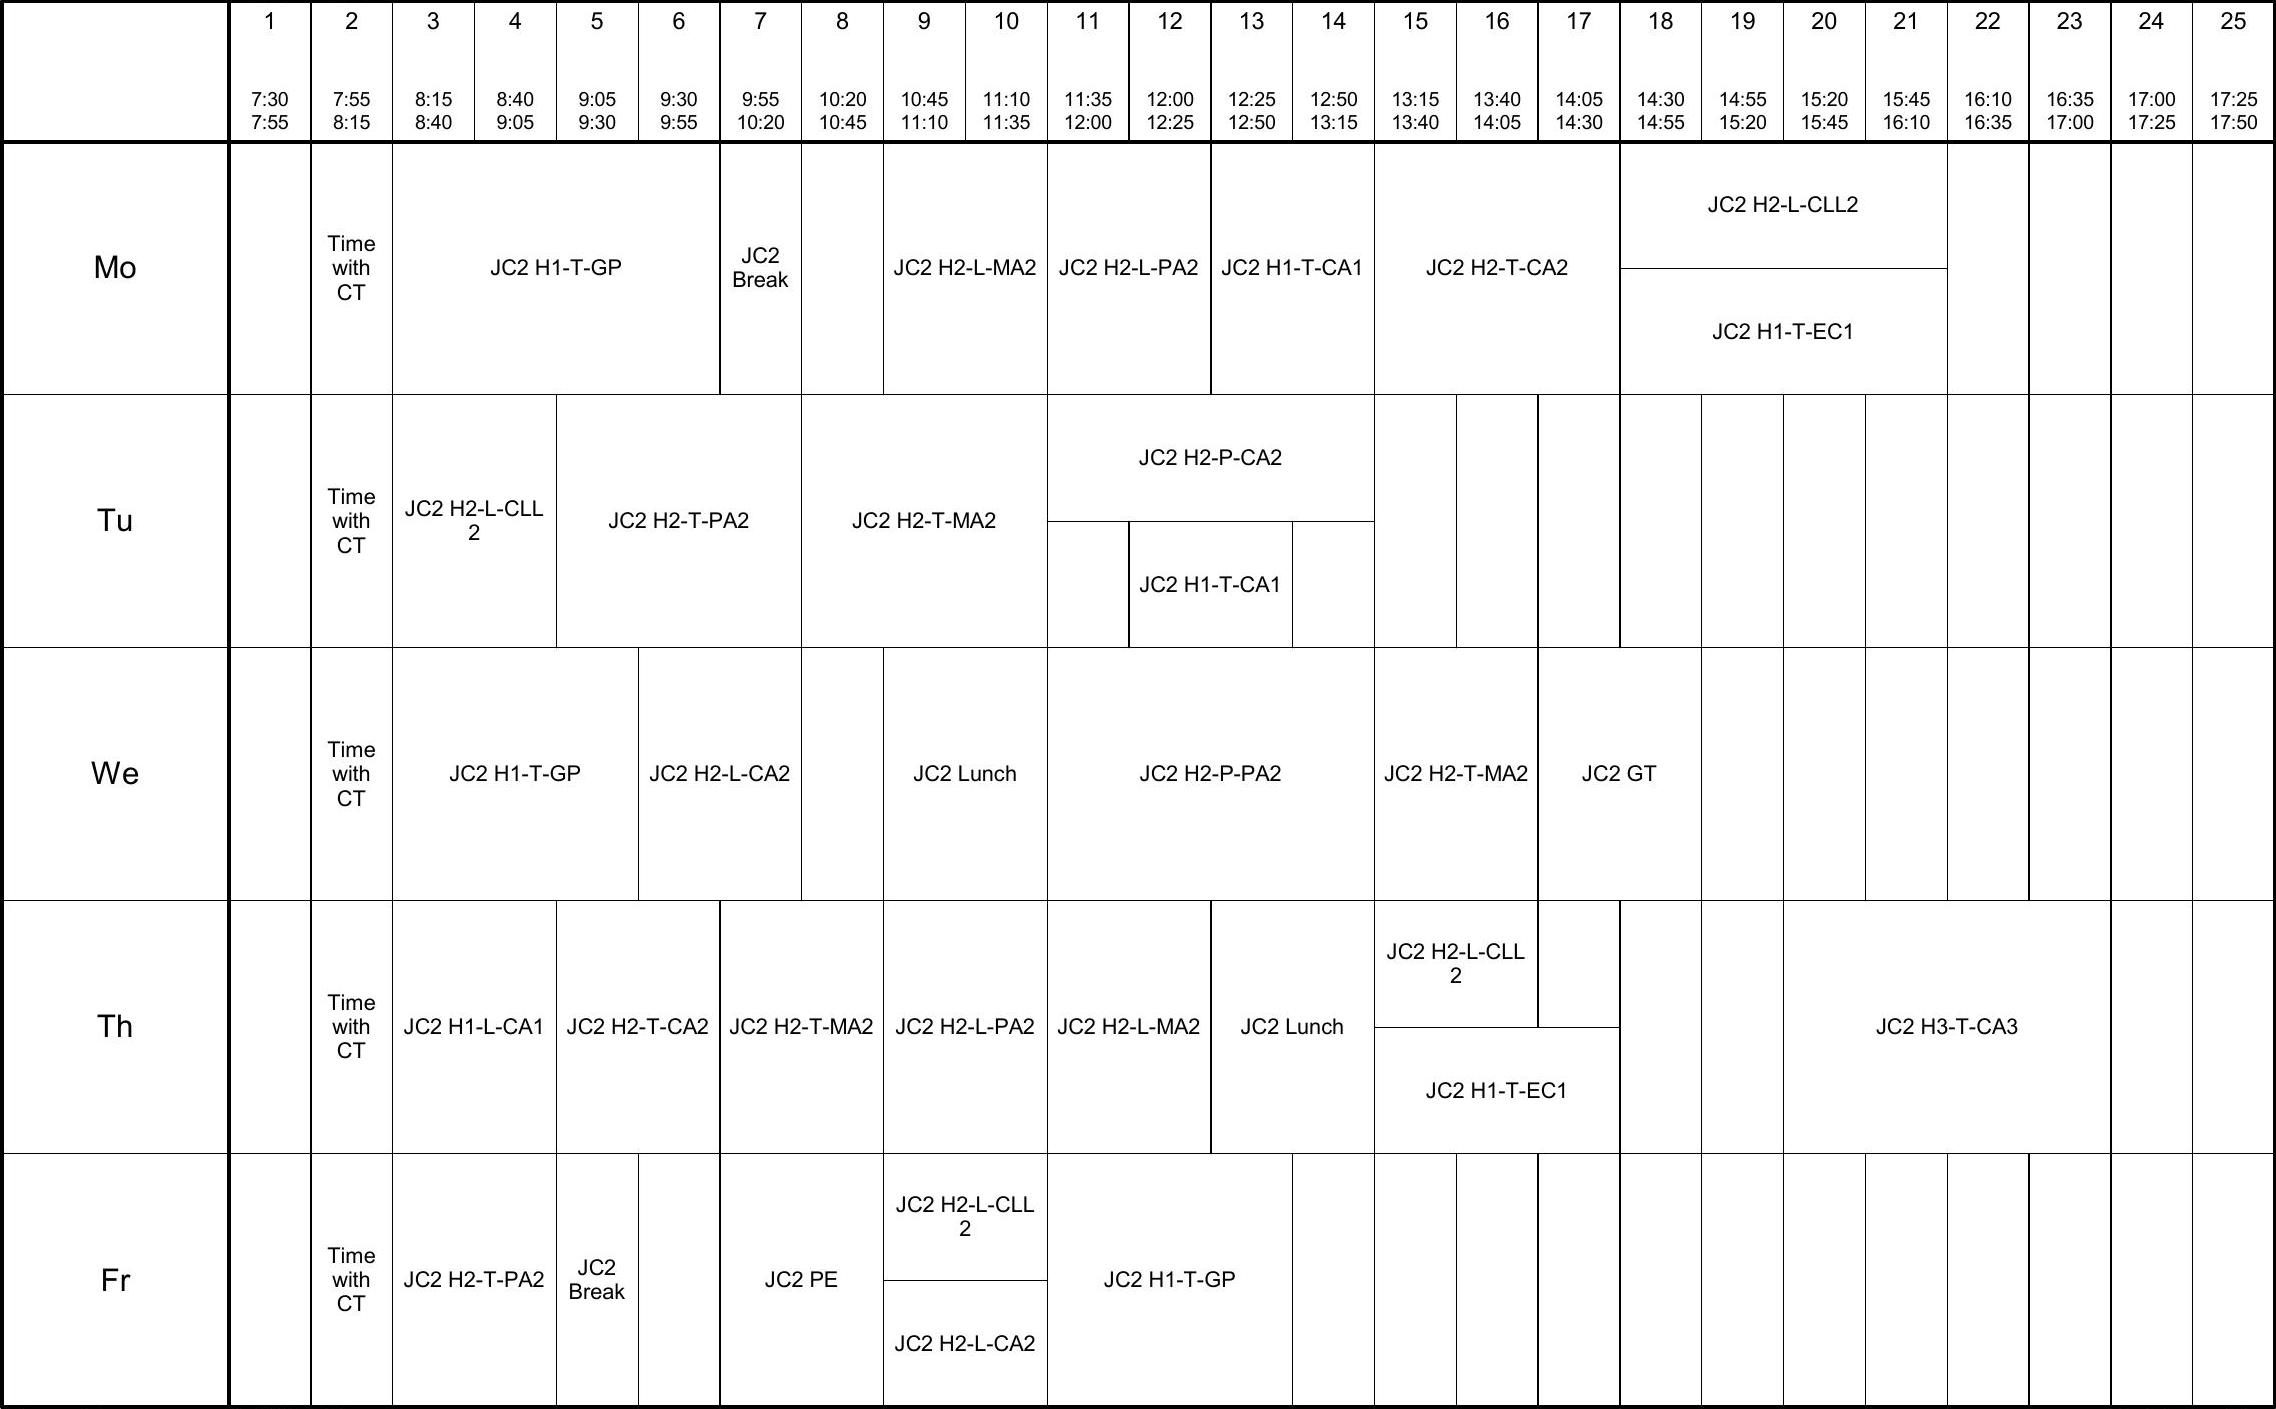 1 2 3 4 5 6 7 8 9 10 11 12 13 14 15 16 17 18 19 20 21 22 23 24 25
7:30 7:55 8:15 8:40 9:05 9:30 9:55 10:20 10:45 11:10 11:35 12:00 12:25 12:50 13:15 13:40 14:05 14:30 14:55 15:20 15:45 16:10 16:35 17:00 17:25
7:55 8:15 8:40 9:05 9:30 9:55 10:20 10:45 11:10 11:35 12:00 12:25 12:50 13:15 13:40 14:05 14:30 14:55 15:20 15:45 16:10 16:35 17:00 17:25 17:50
Mo
Time
with
CT
JC2 H1-T-GP
JC2
Break
JC2 H2-L-MA2
JC2 H2-L-PA2
JC2 H1-T-CA1
JC2 H2-T-CA2
JC2 H2-L-CLL2
JC2 H1-T-EC1
Tu
Time
with
CT
JC2 H2-L-CLL
2
JC2 H2-T-PA2
JC2 H2-T-MA2
JC2 H2-P-CA2
JC2 H1-T-CA1
We
Time
with
CT
JC2 H1-T-GP
JC2 H2-L-CA2
JC2 Lunch
JC2 H2-P-PA2
JC2 H2-T-MA2
JC2 GT
Th
Time
with
CT
JC2 H1-L-CA1
JC2 H2-T-CA2
JC2 H2-T-MA2
JC2 H2-L-PA2
JC2 H2-L-MA2
JC2 Lunch
JC2 H2-L-CLL
2
JC2 H1-T-EC1
JC2 H3-T-CA3
Fr
Time
with
CT
JC2 H2-T-PA2
JC2
Break
JC2 PE
JC2 H2-L-CLL
2
JC2 H2-L-CA2
JC2 H1-T-GP